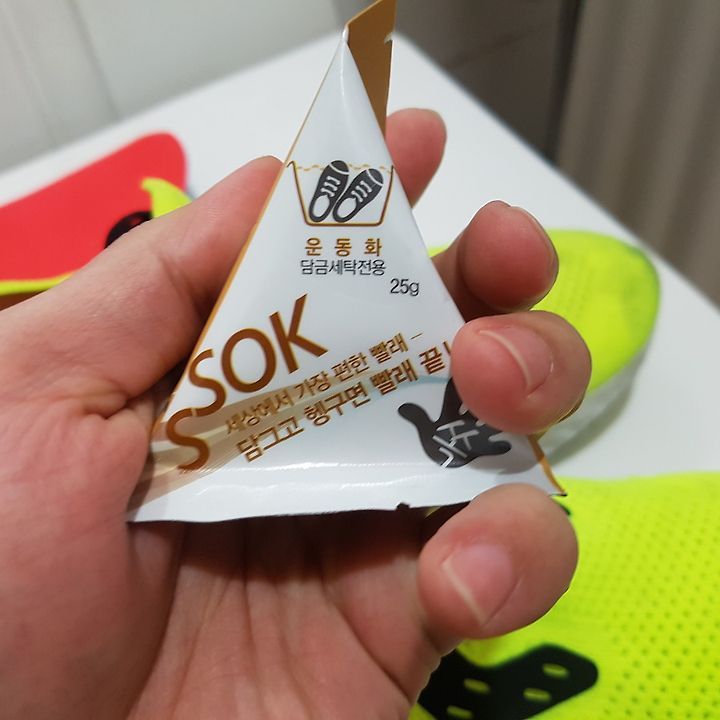 운동화
담금세탁전용
25g
SSOK
세상에서 가장 편한 빨래 -
담그고 헹구면 빨래 끝!